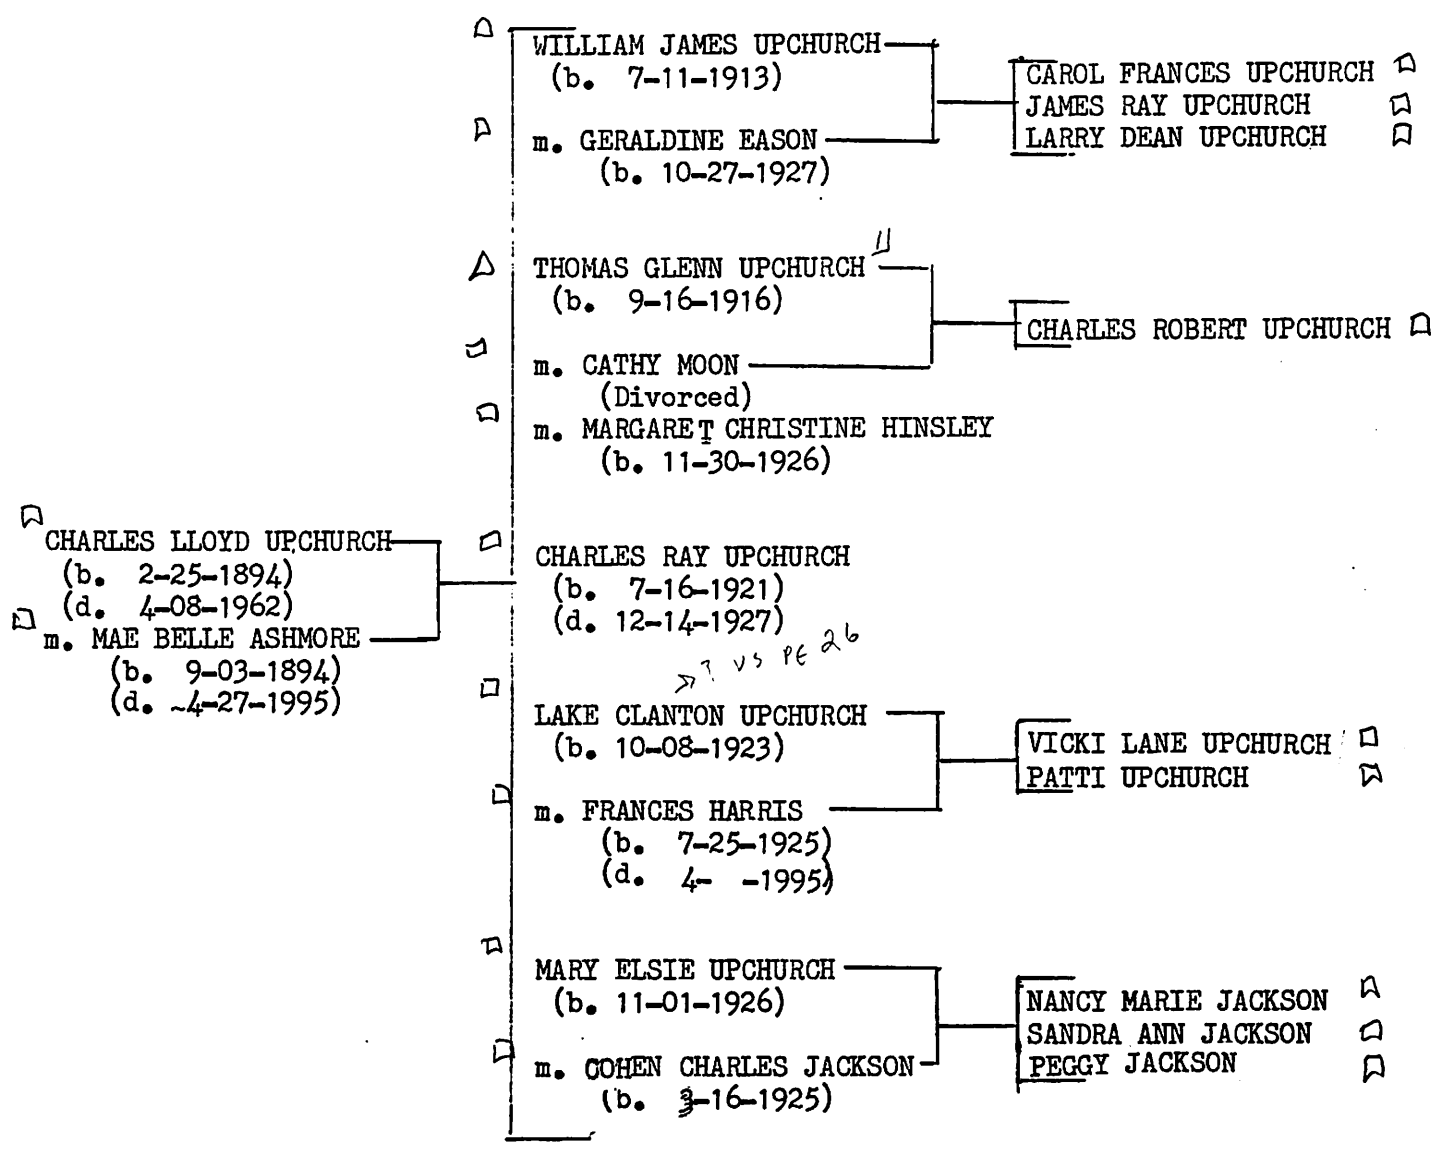 WILLIAM JAMES UPCHURCH
(b. 7-11-1913)
m. GERALDINE EASON
(b. 10-27-1927)
CAROL FRANCES UPCHURCH
JAMES RAY UPCHURCH
LARRY DEAN UPCHURCH
THOMAS GLENN UPCHURCH 11
(b. 9-16-1916)
m. CATHY MOON
(Divorced)
m. MARGARET CHRISTINE HINSLEY
(b. 11-30-1926)
CHARLES ROBERT UPCHURCH
CHARLES LLOYD UPCHURCH
(b. 2-25-1894)
(d. 4-08-1962)
m. MAE BELLE ASHMORE
(b. 9-03-1894)
(d. ~4-27-1995)
CHARLES RAY UPCHURCH
(b. 7-16-1921)
(d. 12-14-1927)
? VS PE 26
LAKE CLANTON UPCHURCH
(b. 10-08-1923)
m. FRANCES HARRIS
(b. 7-25-1925)
(d. 4- -1995)
VICKI LANE UPCHURCH
PATTI UPCHURCH
MARY ELSIE UPCHURCH
(b. 11-01-1926)
m. COHEN CHARLES JACKSON
(b. 3-16-1925)
NANCY MARIE JACKSON
SANDRA ANN JACKSON
PEGGY JACKSON